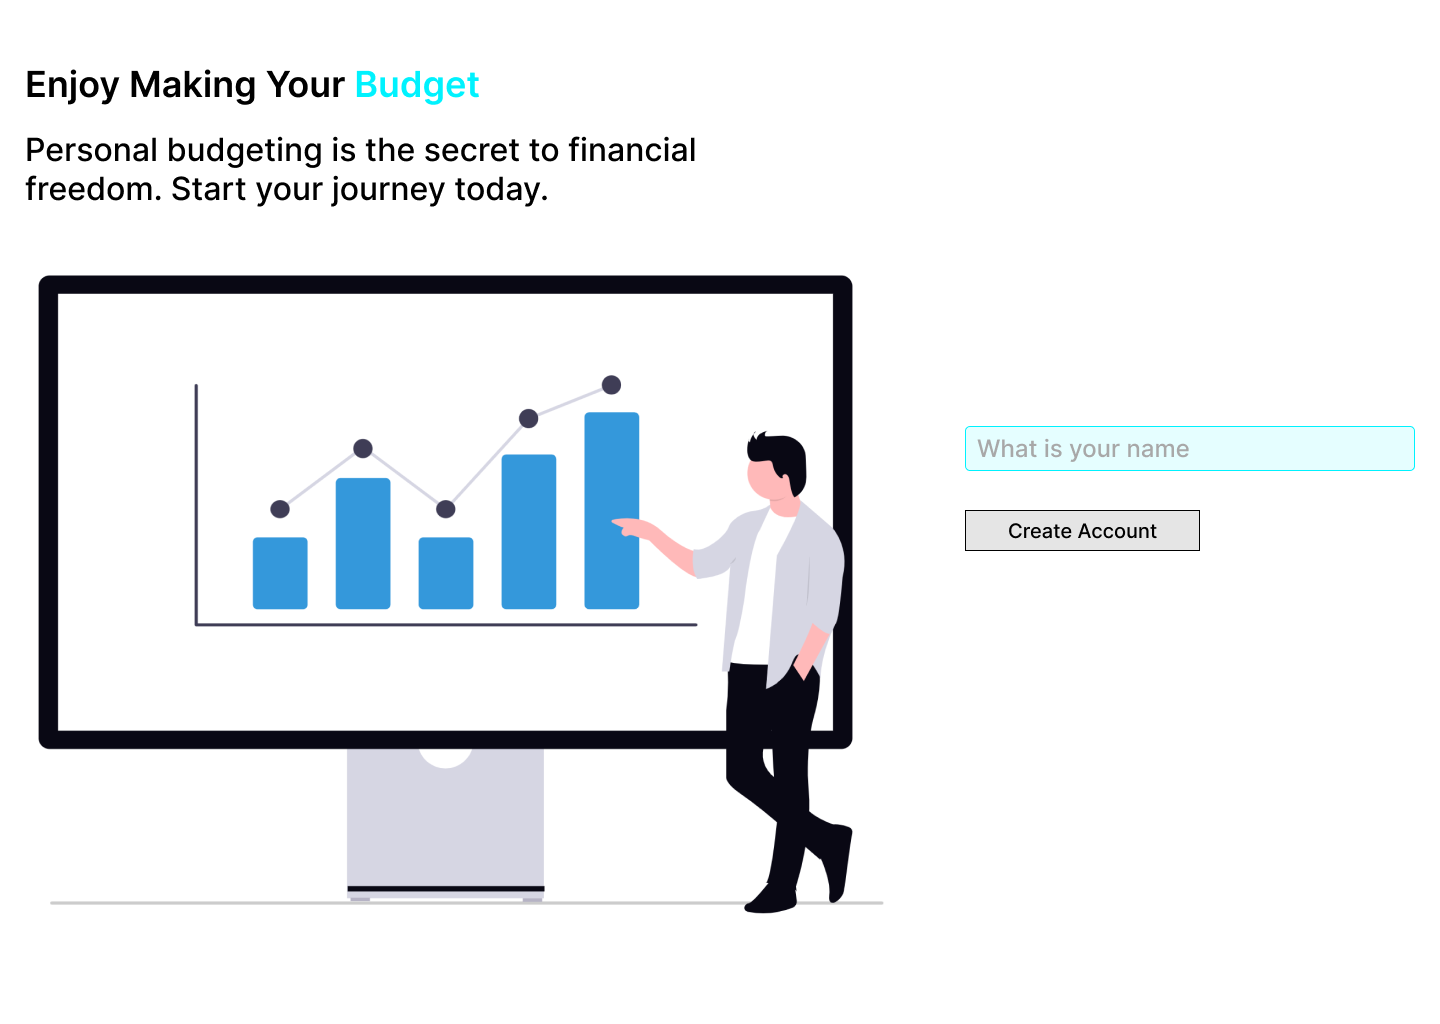 Enjoy Making Your Budget
Personal budgeting is the secret to financial
freedom. Start your journey today.
What is your name
Create Account